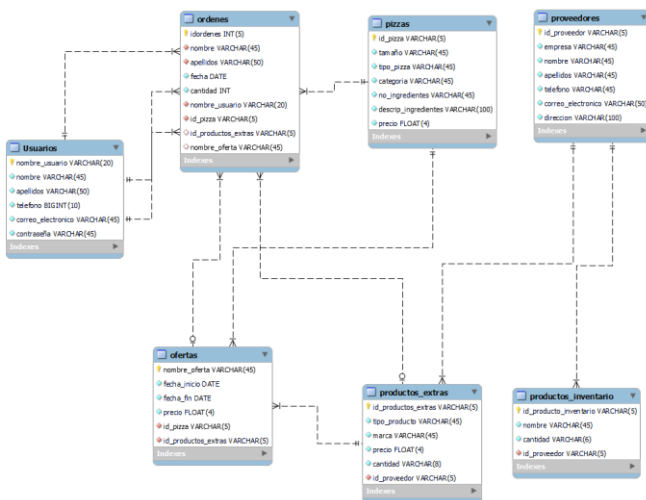 ordenes
idordenes INT(5)
nombre VARCHAR(45)
apellidos VARCHAR(50)
fecha DATE
cantidad INT
nombre_usuario VARCHAR(20)
id_pizza VARCHAR(5)
id_productos_extras VARCHAR(5)
nombre_oferta VARCHAR(45)
Indexes
pizzas
id_pizza VARCHAR(5)
tamaño VARCHAR(45)
tipo_pizza VARCHAR(45)
categoria VARCHAR(45)
no_ingredientes VARCHAR(45)
descrip_ingredientes VARCHAR(100)
precio FLOAT(4)
Indexes
proveedores
id_proveedor VARCHAR(5)
empresa VARCHAR(45)
nombre VARCHAR(45)
apellidos VARCHAR(45)
telefono VARCHAR(45)
correo_electronico VARCHAR(50)
direccion VARCHAR(100)
Indexes
Usuarios
nombre_usuario VARCHAR(20)
nombre VARCHAR(45)
apellidos VARCHAR(50)
telefono BIGINT(10)
correo_electronico VARCHAR(45)
contraseña VARCHAR(45)
Indexes
ofertas
nombre_oferta VARCHAR(45)
fecha_inicio DATE
fecha_fin DATE
precio FLOAT(4)
id_pizza VARCHAR(5)
id_productos_extras VARCHAR(5)
Indexes
productos_extras
id_productos_extras VARCHAR(5)
tipo_producto VARCHAR(45)
marca VARCHAR(45)
precio FLOAT(4)
cantidad VARCHAR(8)
id_proveedor VARCHAR(5)
Indexes
productos_inventario
id_producto_inventario VARCHAR(5)
nombre VARCHAR(45)
cantidad VARCHAR(6)
id_proveedor VARCHAR(5)
Indexes